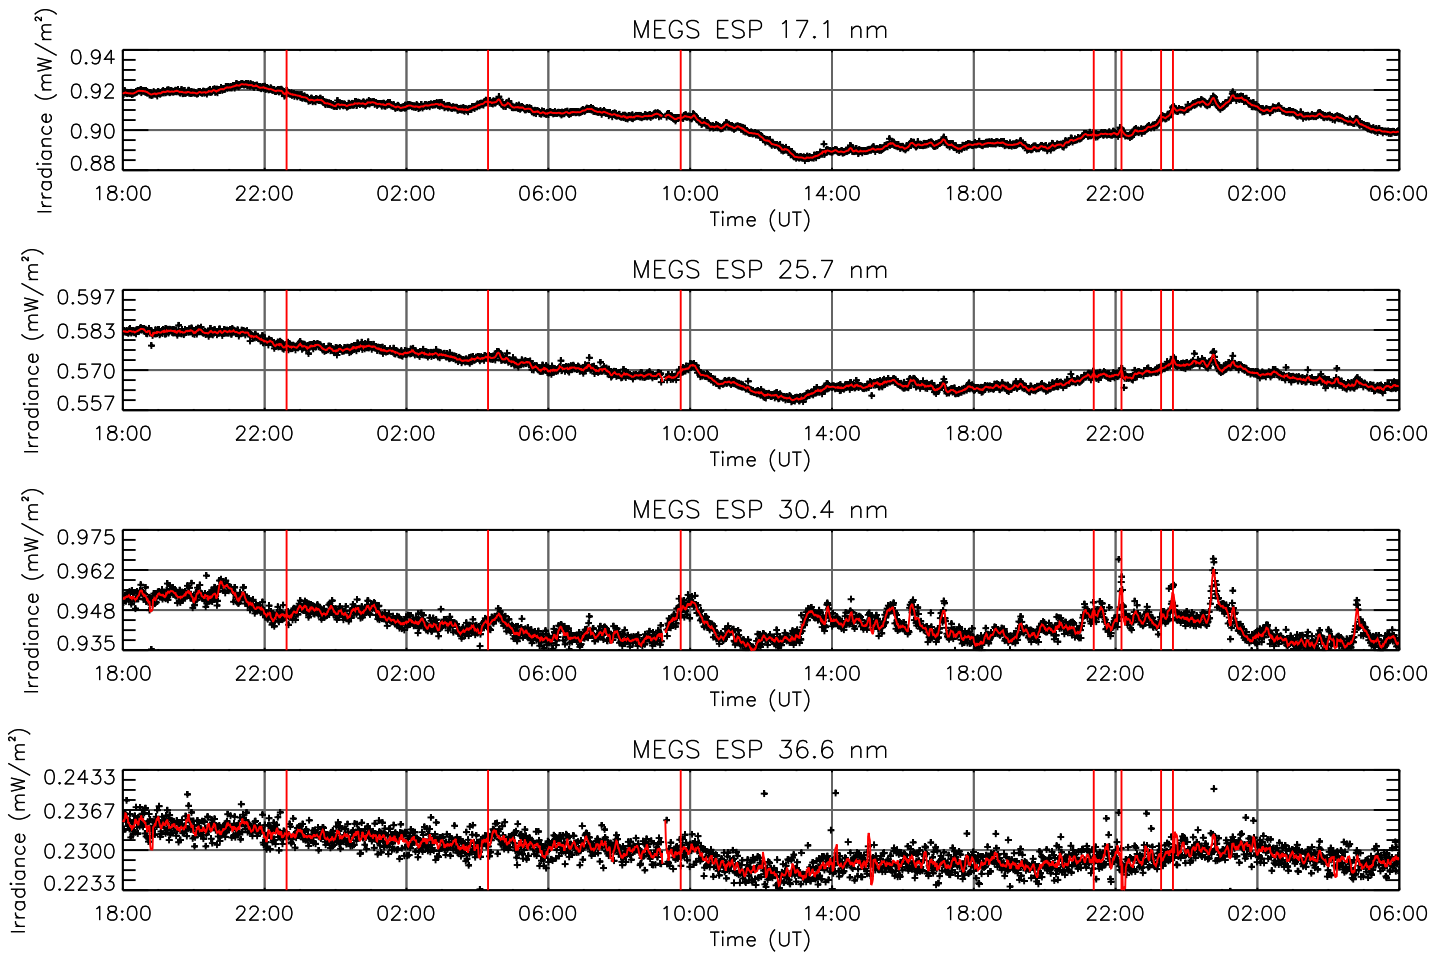 MEGS ESP 17.1 nm
Irradiance (mW/m²)
0.94
0.92
0.90
0.88
18:00 22:00 02:00 06:00 10:00 14:00 18:00 22:00 02:00 06:00
Time (UT)
MEGS ESP 25.7 nm
Irradiance (mW/m²)
0.597
0.583
0.570
0.557
18:00 22:00 02:00 06:00 10:00 14:00 18:00 22:00 02:00 06:00
Time (UT)
MEGS ESP 30.4 nm
Irradiance (mW/m²)
0.975
0.962
0.948
0.935
18:00 22:00 02:00 06:00 10:00 14:00 18:00 22:00 02:00 06:00
Time (UT)
MEGS ESP 36.6 nm
Irradiance (mW/m²)
0.2433
0.2367
0.2300
0.2233
18:00 22:00 02:00 06:00 10:00 14:00 18:00 22:00 02:00 06:00
Time (UT)